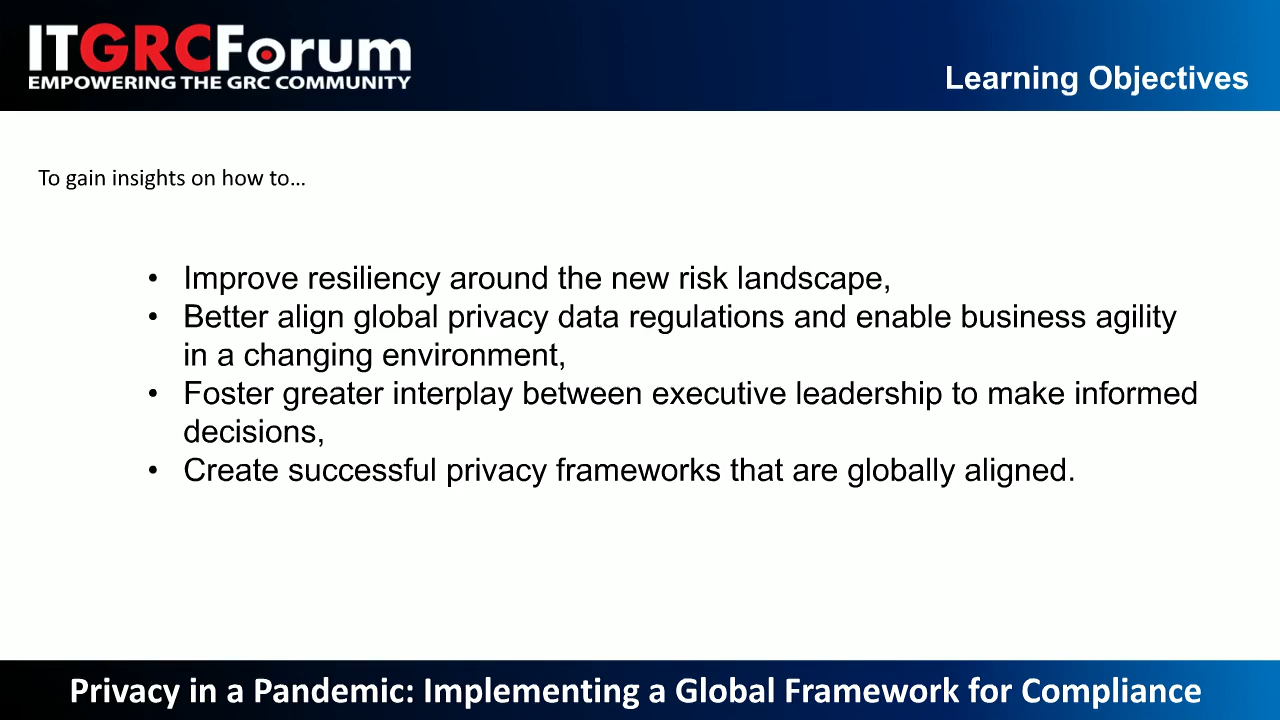 ITGRCForum
EMPOWERING THE GRC COMMUNITY
Learning Objectives
To gain insights on how to...
• Improve resiliency around the new risk landscape,
• Better align global privacy data regulations and enable business agility
in a changing environment,
• Foster greater interplay between executive leadership to make informed
decisions,
• Create successful privacy frameworks that are globally aligned.
Privacy in a Pandemic: Implementing a Global Framework for Compliance